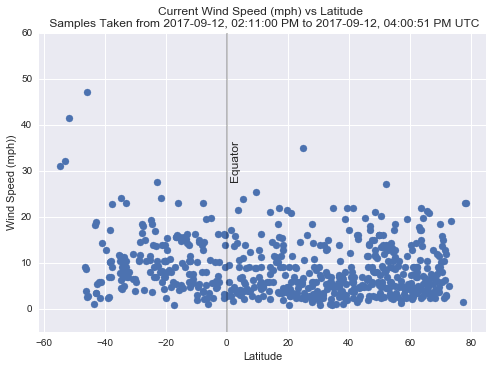 Current Wind Speed (mph) vs Latitude
Samples Taken from 2017-09-12, 02:11:00 PM to 2017-09-12, 04:00:51 PM UTC
60
50
40
30
20
10
0
Wind Speed (mph))
Equator
−60 −40 −20 0 20 40 60 80
Latitude